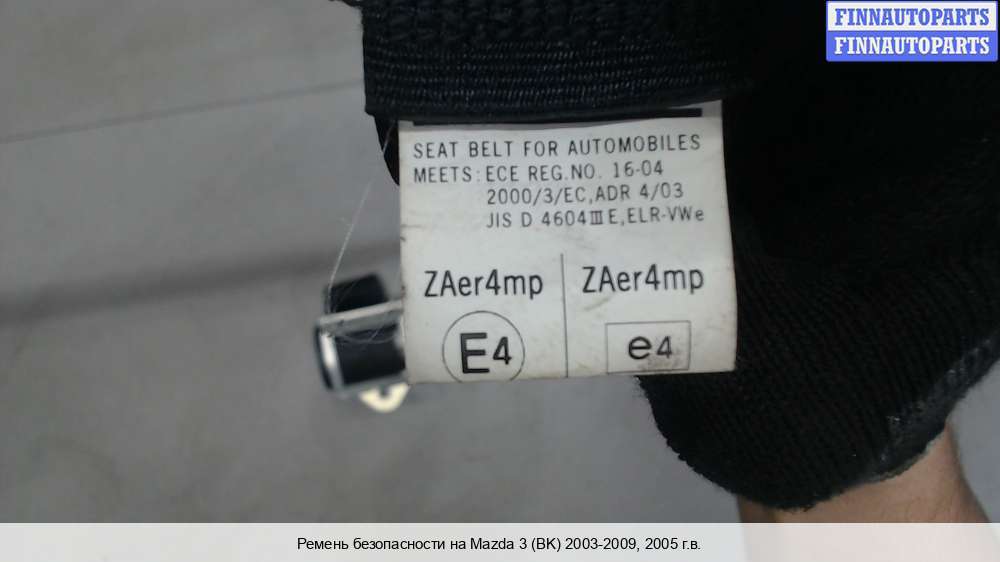 FINNAUTOPARTS
FINNAUTOPARTS
SEAT BELT FOR AUTOMOBILES
MEETS: ECE REG.NO. 16-04
2000/3/EC,ADR 4/03
JIS D 4604ⅢE,ELR-VWe
ZAer4mp ZAer4mp
E4 e4
Ремень безопасности на Mazda 3 (BK) 2003-2009, 2005 г.в.